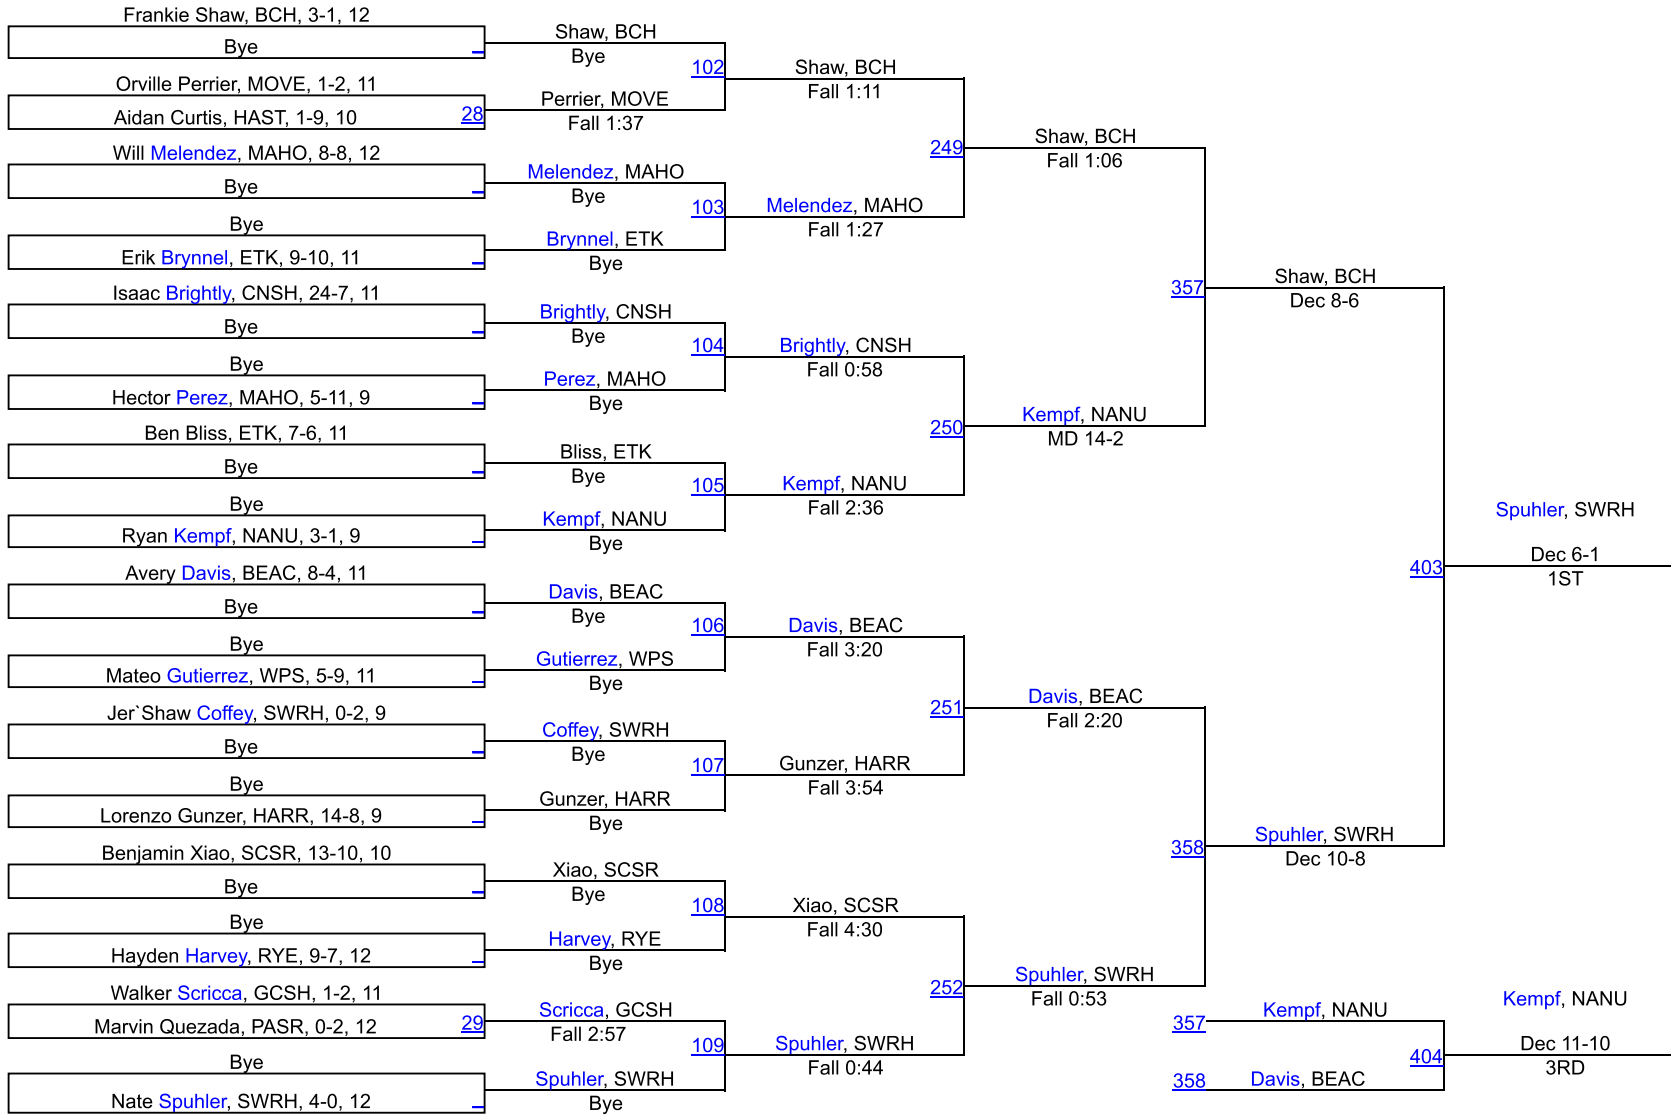 Frankie Shaw, BCH, 3-1, 12
Bye
Orville Perrier, MOVE, 1-2, 11
Aidan Curtis, HAST, 1-9, 10
28
Will Melendez, MAHO, 8-8, 12
Bye
Bye
Erik Brynnel, ETK, 9-10, 11
Isaac Brightly, CNSH, 24-7, 11
Bye
Bye
Hector Perez, MAHO, 5-11, 9
Ben Bliss, ETK, 7-6, 11
Bye
Bye
Ryan Kempf, NANU, 3-1, 9
Avery Davis, BEAC, 8-4, 11
Bye
Bye
Mateo Gutierrez, WPS, 5-9, 11
Jer`Shaw Coffey, SWRH, 0-2, 9
Bye
Bye
Lorenzo Gunzer, HARR, 14-8, 9
Benjamin Xiao, SCSR, 13-10, 10
Bye
Bye
Hayden Harvey, RYE, 9-7, 12
Walker Scricca, GCSH, 1-2, 11
Marvin Quezada, PASR, 0-2, 12
29
Bye
Nate Spuhler, SWRH, 4-0, 12
Shaw, BCH
Bye
102
Perrier, MOVE
Fall 1:37
Melendez, MAHO
Bye
103
Brynnel, ETK
Bye
Brightly, CNSH
Bye
104
Perez, MAHO
Bye
Bliss, ETK
Bye
105
Kempf, NANU
Bye
Davis, BEAC
Bye
106
Gutierrez, WPS
Bye
Coffey, SWRH
Bye
107
Gunzer, HARR
Bye
Xiao, SCSR
Bye
108
Harvey, RYE
Bye
Scricca, GCSH
Fall 2:57
109
Spuhler, SWRH
Bye
Shaw, BCH
Fall 1:11
249
Melendez, MAHO
Fall 1:27
Brightly, CNSH
Fall 0:58
250
Kempf, NANU
Fall 2:36
Davis, BEAC
Fall 3:20
251
Gunzer, HARR
Fall 3:54
Xiao, SCSR
Fall 4:30
252
Spuhler, SWRH
Fall 0:44
Shaw, BCH
Fall 1:06
357
Kempf, NANU
MD 14-2
Davis, BEAC
Fall 2:20
358
Spuhler, SWRH
Fall 0:53
Shaw, BCH
Dec 8-6
403
Spuhler, SWRH
Dec 10-8
Spuhler, SWRH
Dec 6-1
1ST
357
Kempf, NANU
404
358
Davis, BEAC
Kempf, NANU
Dec 11-10
3RD